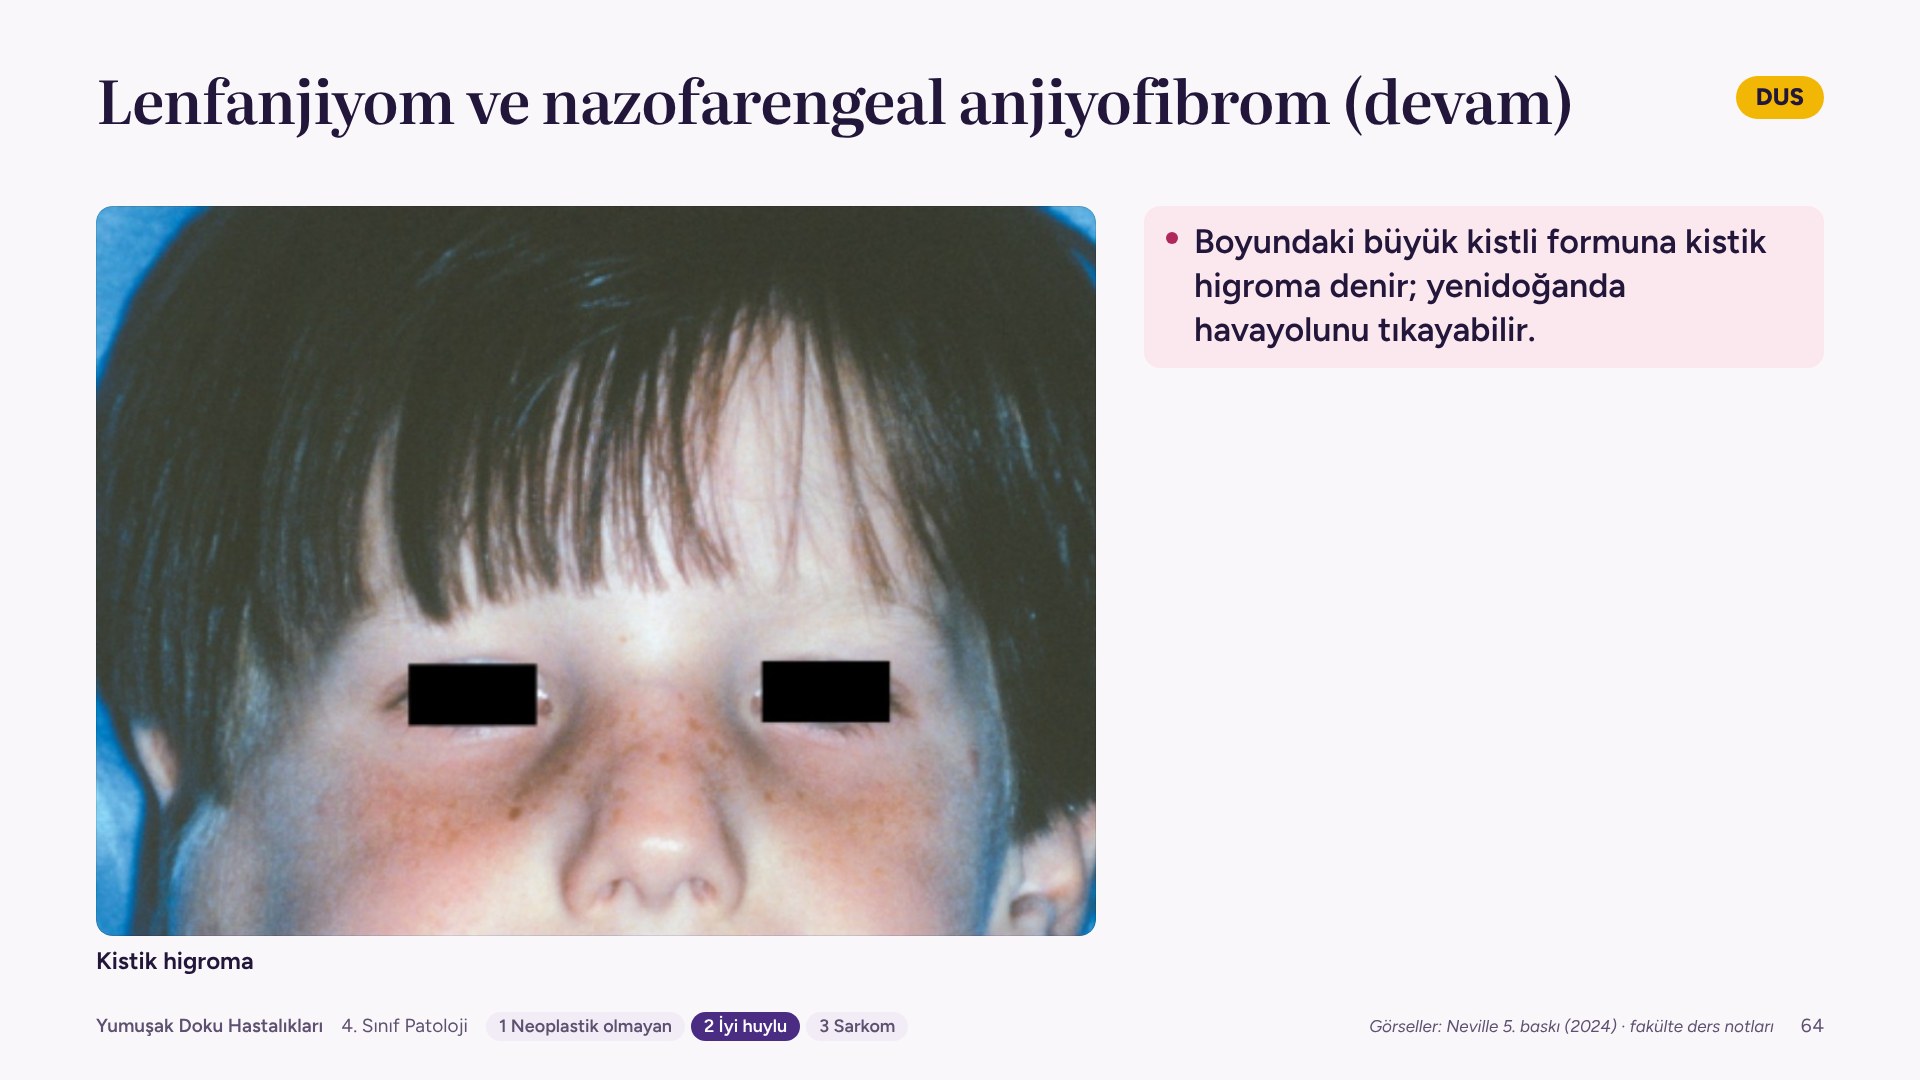 Lenfanjiyom ve nazofarengeal anjiyofibrom (devam)
DUS
Boyundaki büyük kistli formuna kistik
higroma denir; yenidoğanda
havayolunu tıkayabilir.
Kistik higroma
Yumuşak Doku Hastalıkları 4. Sınıf Patoloji 1 Neoplastik olmayan 2 İyi huylu 3 Sarkom
Görseller: Neville 5. baskı (2024) · fakülte ders notları 64